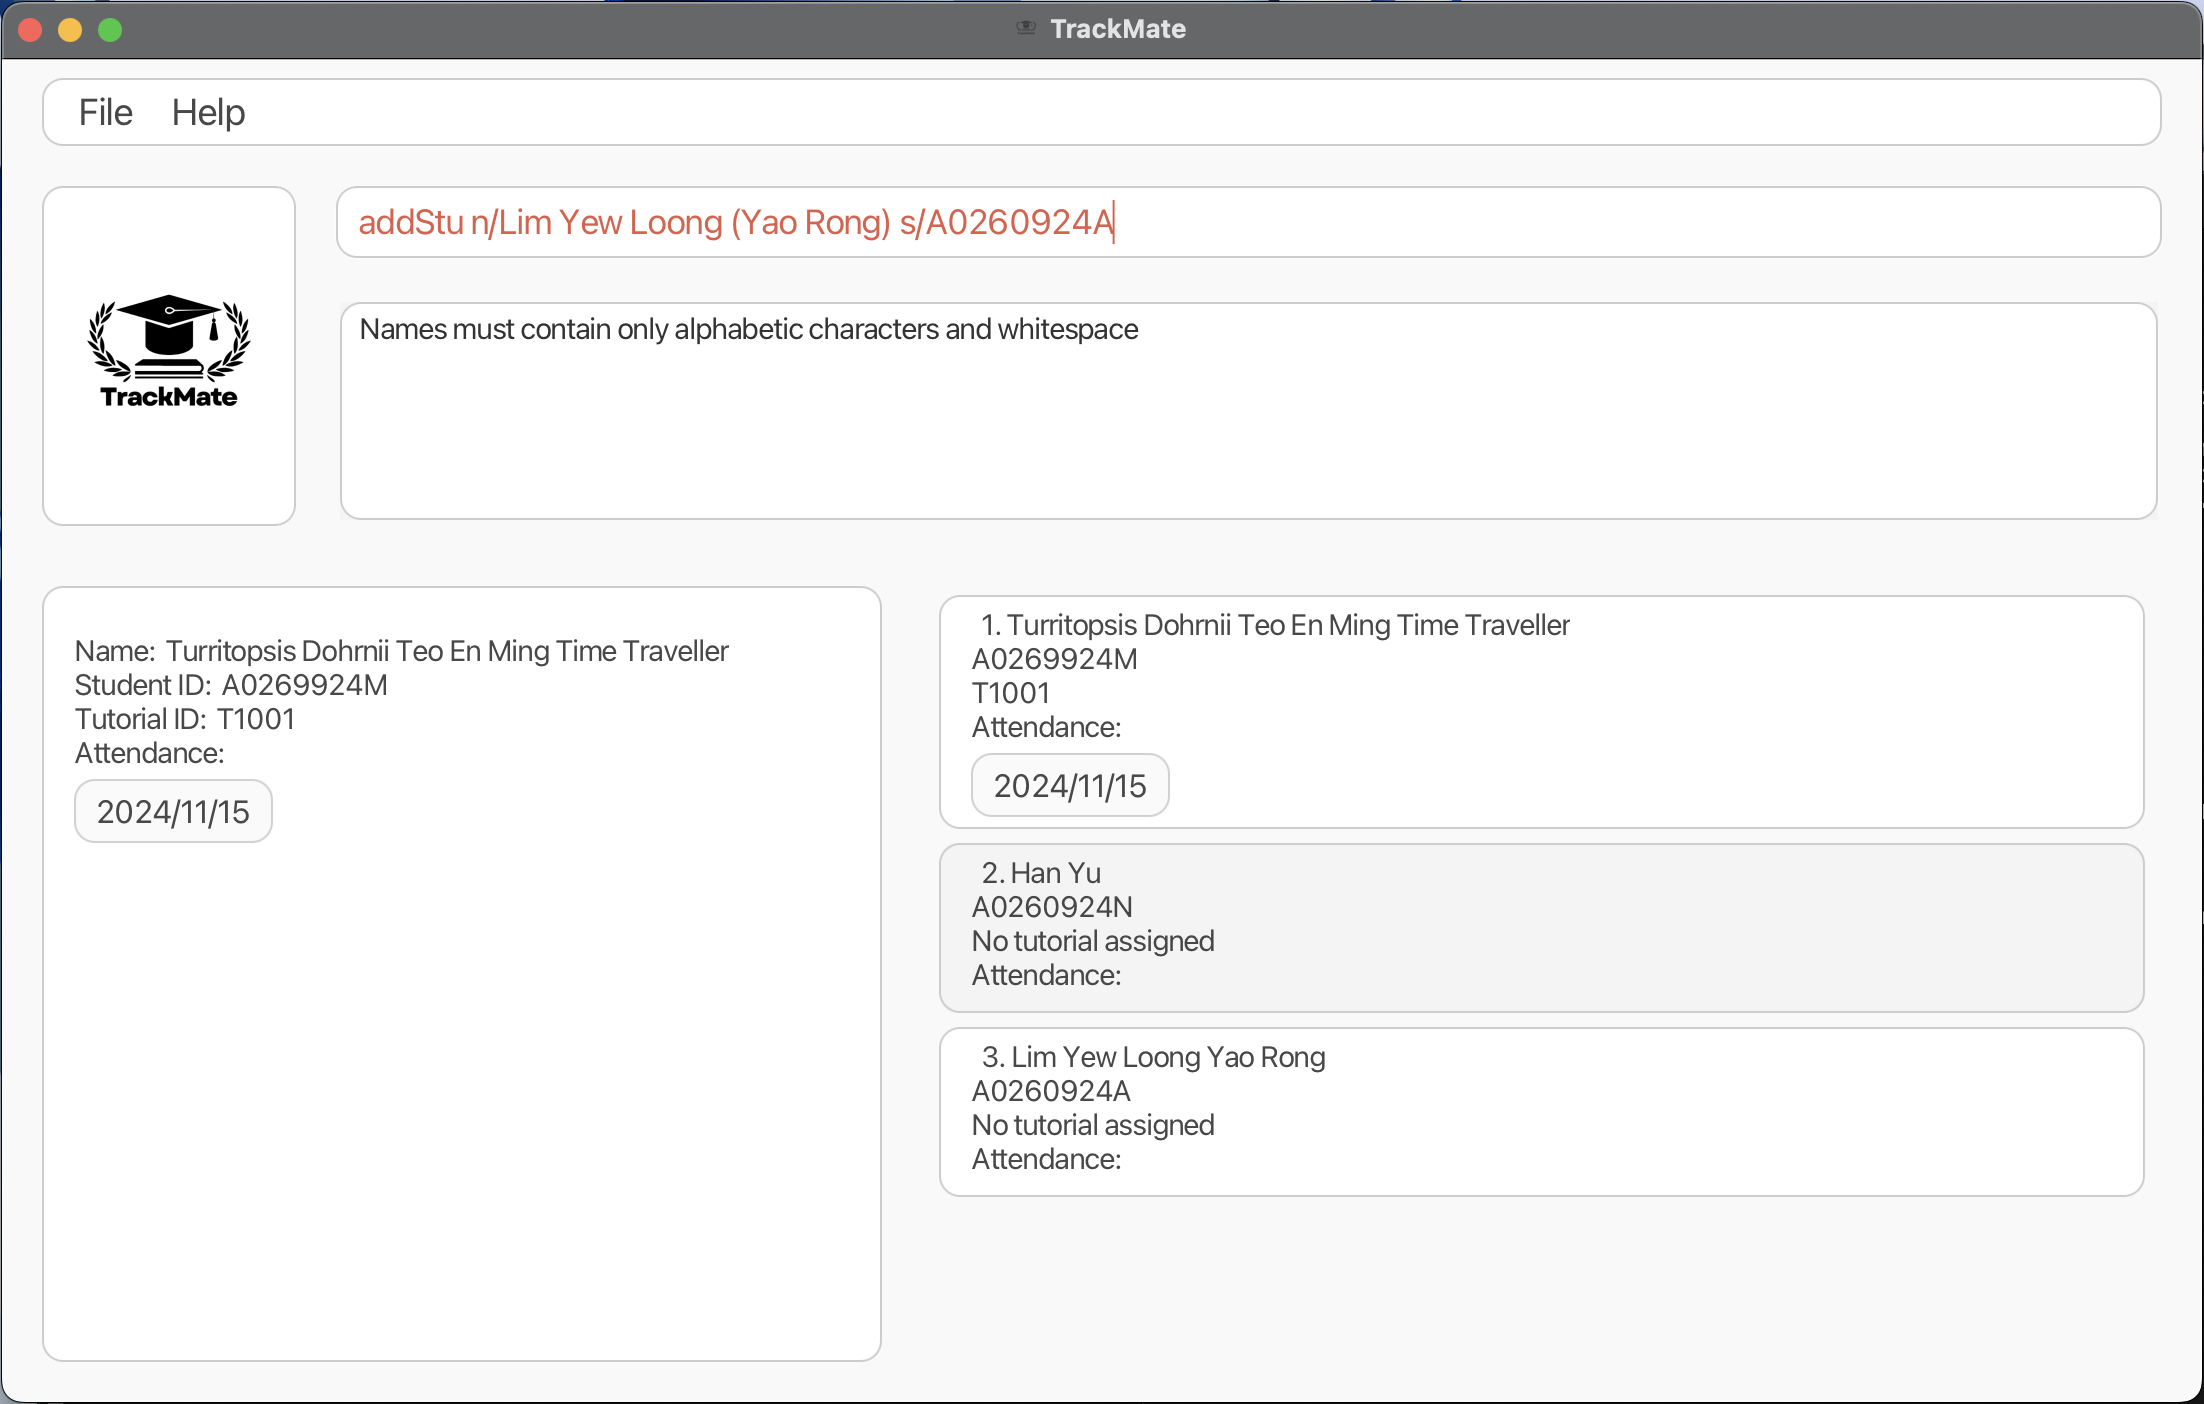 TrackMate
File Help
addStu n/Lim Yew Loong (Yao Rong) s/A0260924A
TrackMate
Names must contain only alphabetic characters and whitespace
Name: Turritopsis Dohrnii Teo En Ming Time Traveller
Student ID: A0269924M
Tutorial ID: T1001
Attendance:
2024/11/15
1. Turritopsis Dohrnii Teo En Ming Time Traveller
A0269924M
T1001
Attendance:
2024/11/15
2. Han Yu
A0260924N
No tutorial assigned
Attendance:
3. Lim Yew Loong Yao Rong
A0260924A
No tutorial assigned
Attendance: